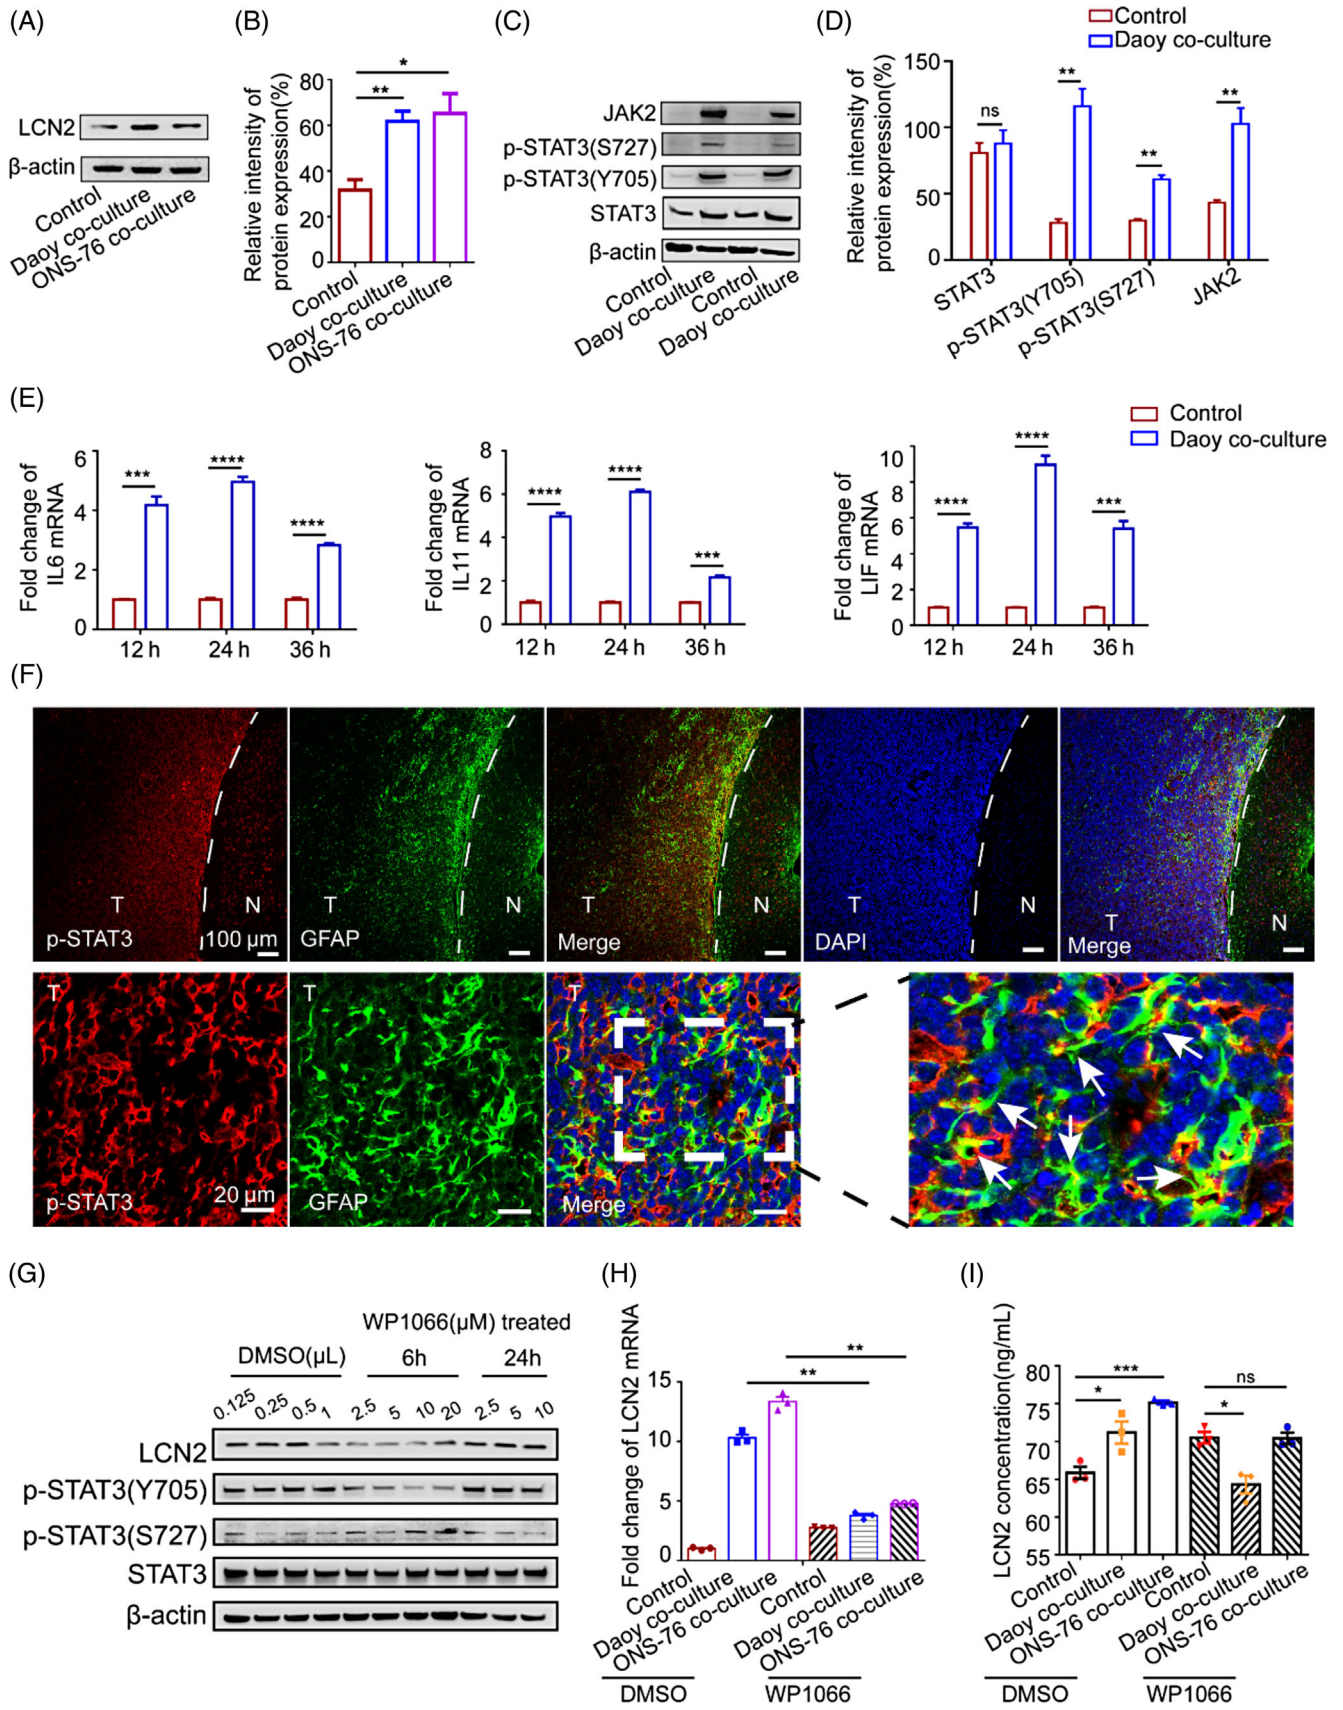 (A)
LCN2
β-actin
Control
Daoy co-culture
ONS-76 co-culture
(B)
Relative intensity of
protein expression(%)
80
60
40
20
0
*
**
Control
Daoy co-culture
ONS-76 co-culture
(C)
JAK2
p-STAT3(S727)
p-STAT3(Y705)
STAT3
β-actin
Control
Daoy co-culture
Control
Daoy co-culture
(D)
Control
Daoy co-culture
Relative intensity of
protein expression(%)
150
100
50
0
ns
**
**
**
STAT3
p-STAT3(Y705)
p-STAT3(S727)
JAK2
(E)
Control
Daoy co-culture
Fold change of
IL6 mRNA
6
4
2
0
***
****
****
12 h
24 h
36 h
Fold change of
IL11 mRNA
8
6
4
2
0
****
****
***
12 h
24 h
36 h
Fold change of
LIF mRNA
10
8
6
4
2
0
****
****
***
12 h
24 h
36 h
(F)
T
N
p-STAT3
100 µm
T
N
GFAP
T
N
Merge
T
N
DAPI
T
N
Merge
T
p-STAT3
20 µm
T
GFAP
T
Merge
(G)
WP1066(µM) treated
DMSO(µL)
6h
24h
0.125
0.25
0.5
1
2.5
5
10
20
2.5
5
10
LCN2
p-STAT3(Y705)
p-STAT3(S727)
STAT3
β-actin
(H)
Fold change of LCN2 mRNA
15
10
5
0
**
**
Control
Daoy co-culture
ONS-76 co-culture
Control
Daoy co-culture
ONS-76 co-culture
DMSO
WP1066
(I)
LCN2 concentration(ng/mL)
80
75
70
65
60
55
***
*
ns
*
Control
Daoy co-culture
ONS-76 co-culture
Control
Daoy co-culture
ONS-76 co-culture
DMSO
WP1066